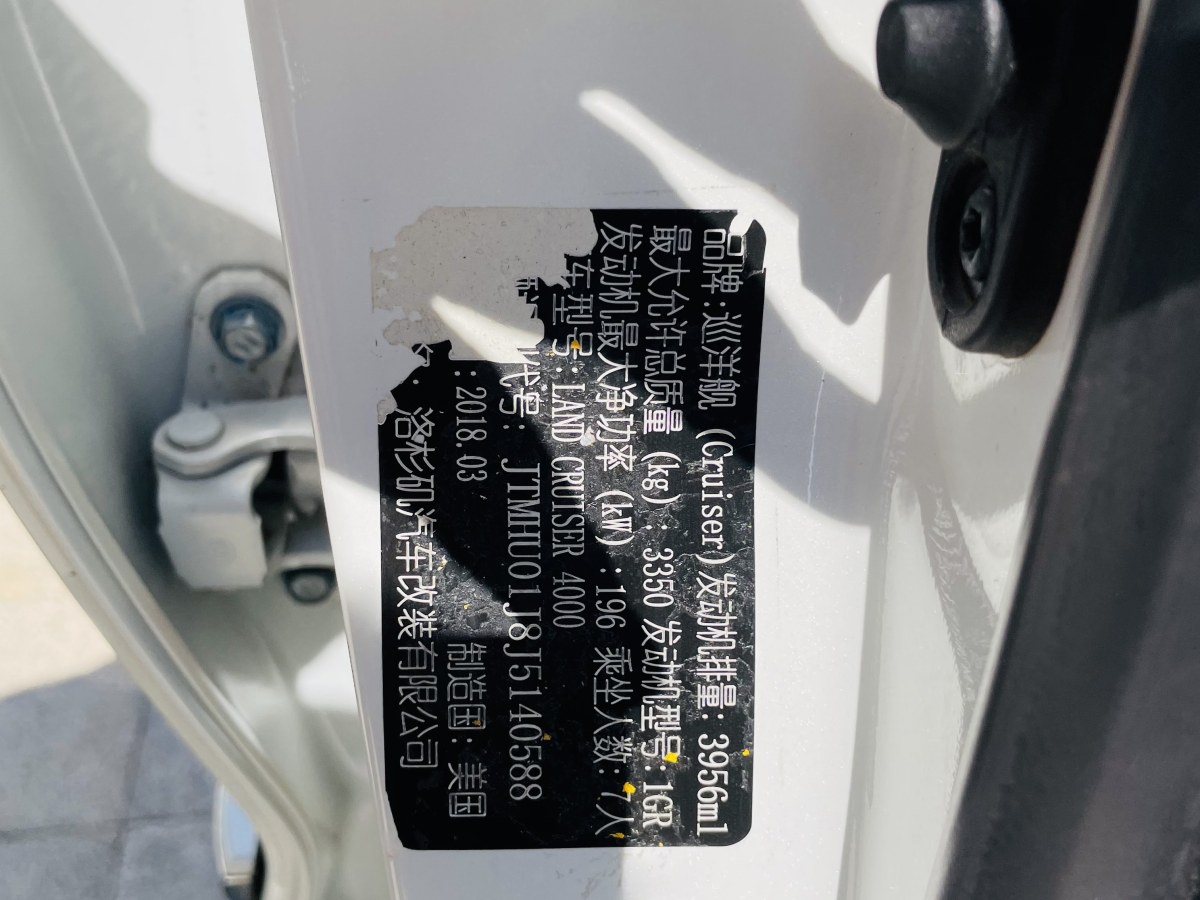 品牌:巡洋舰 (Cruiser)发动机排量:3956ml
最大允许总质量 (kg):3350 发动机型号:1GR
发动机最大净功率 (kW):196 乘坐人数:7人
车型号:LAND CRUISER 4000
代号: JTMHU01J8J5140588
:2018.03 制造国:美国
洛杉矶汽车改装有限公司